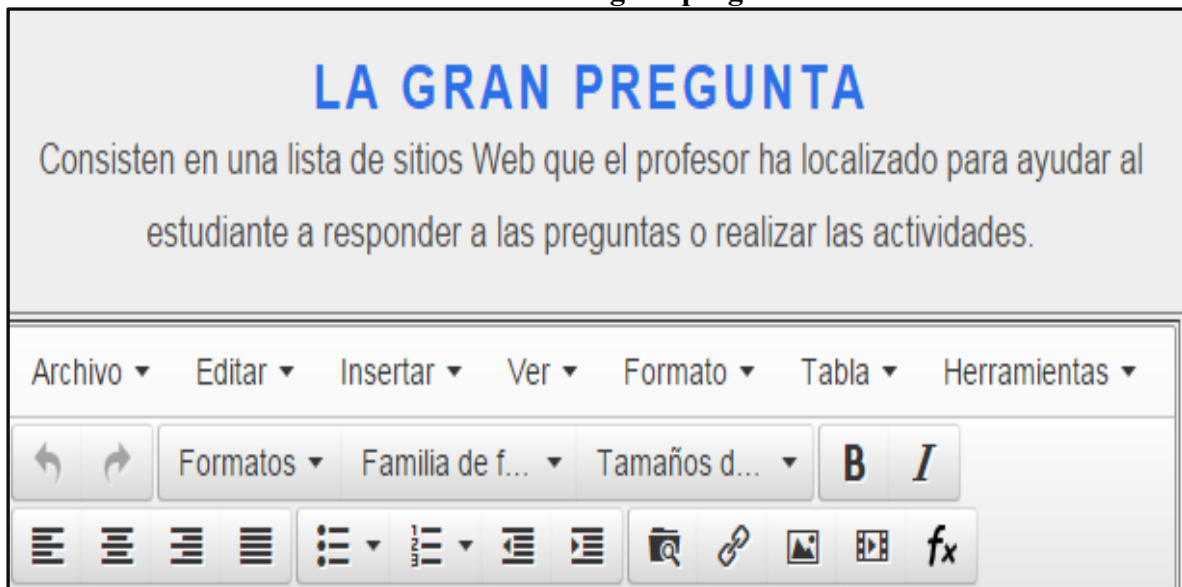 LA GRAN PREGUNTA
Consisten en una lista de sitios Web que el profesor ha localizado para ayudar al
estudiante a responder a las preguntas o realizar las actividades.
Archivo Editar Insertar Ver Formato Tabla Herramientas
Formatos Familia de f... Tamaños d... B I
fx